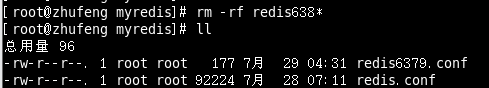 [root@zhufeng myredis]# rm -rf redis638*
[root@zhufeng myredis]# ll
总用量 96
-rw-r--r--. 1 root root   177 7月  29 04:31 redis6379.conf
-rw-r--r--. 1 root root 92224 7月  28 07:11 redis.conf